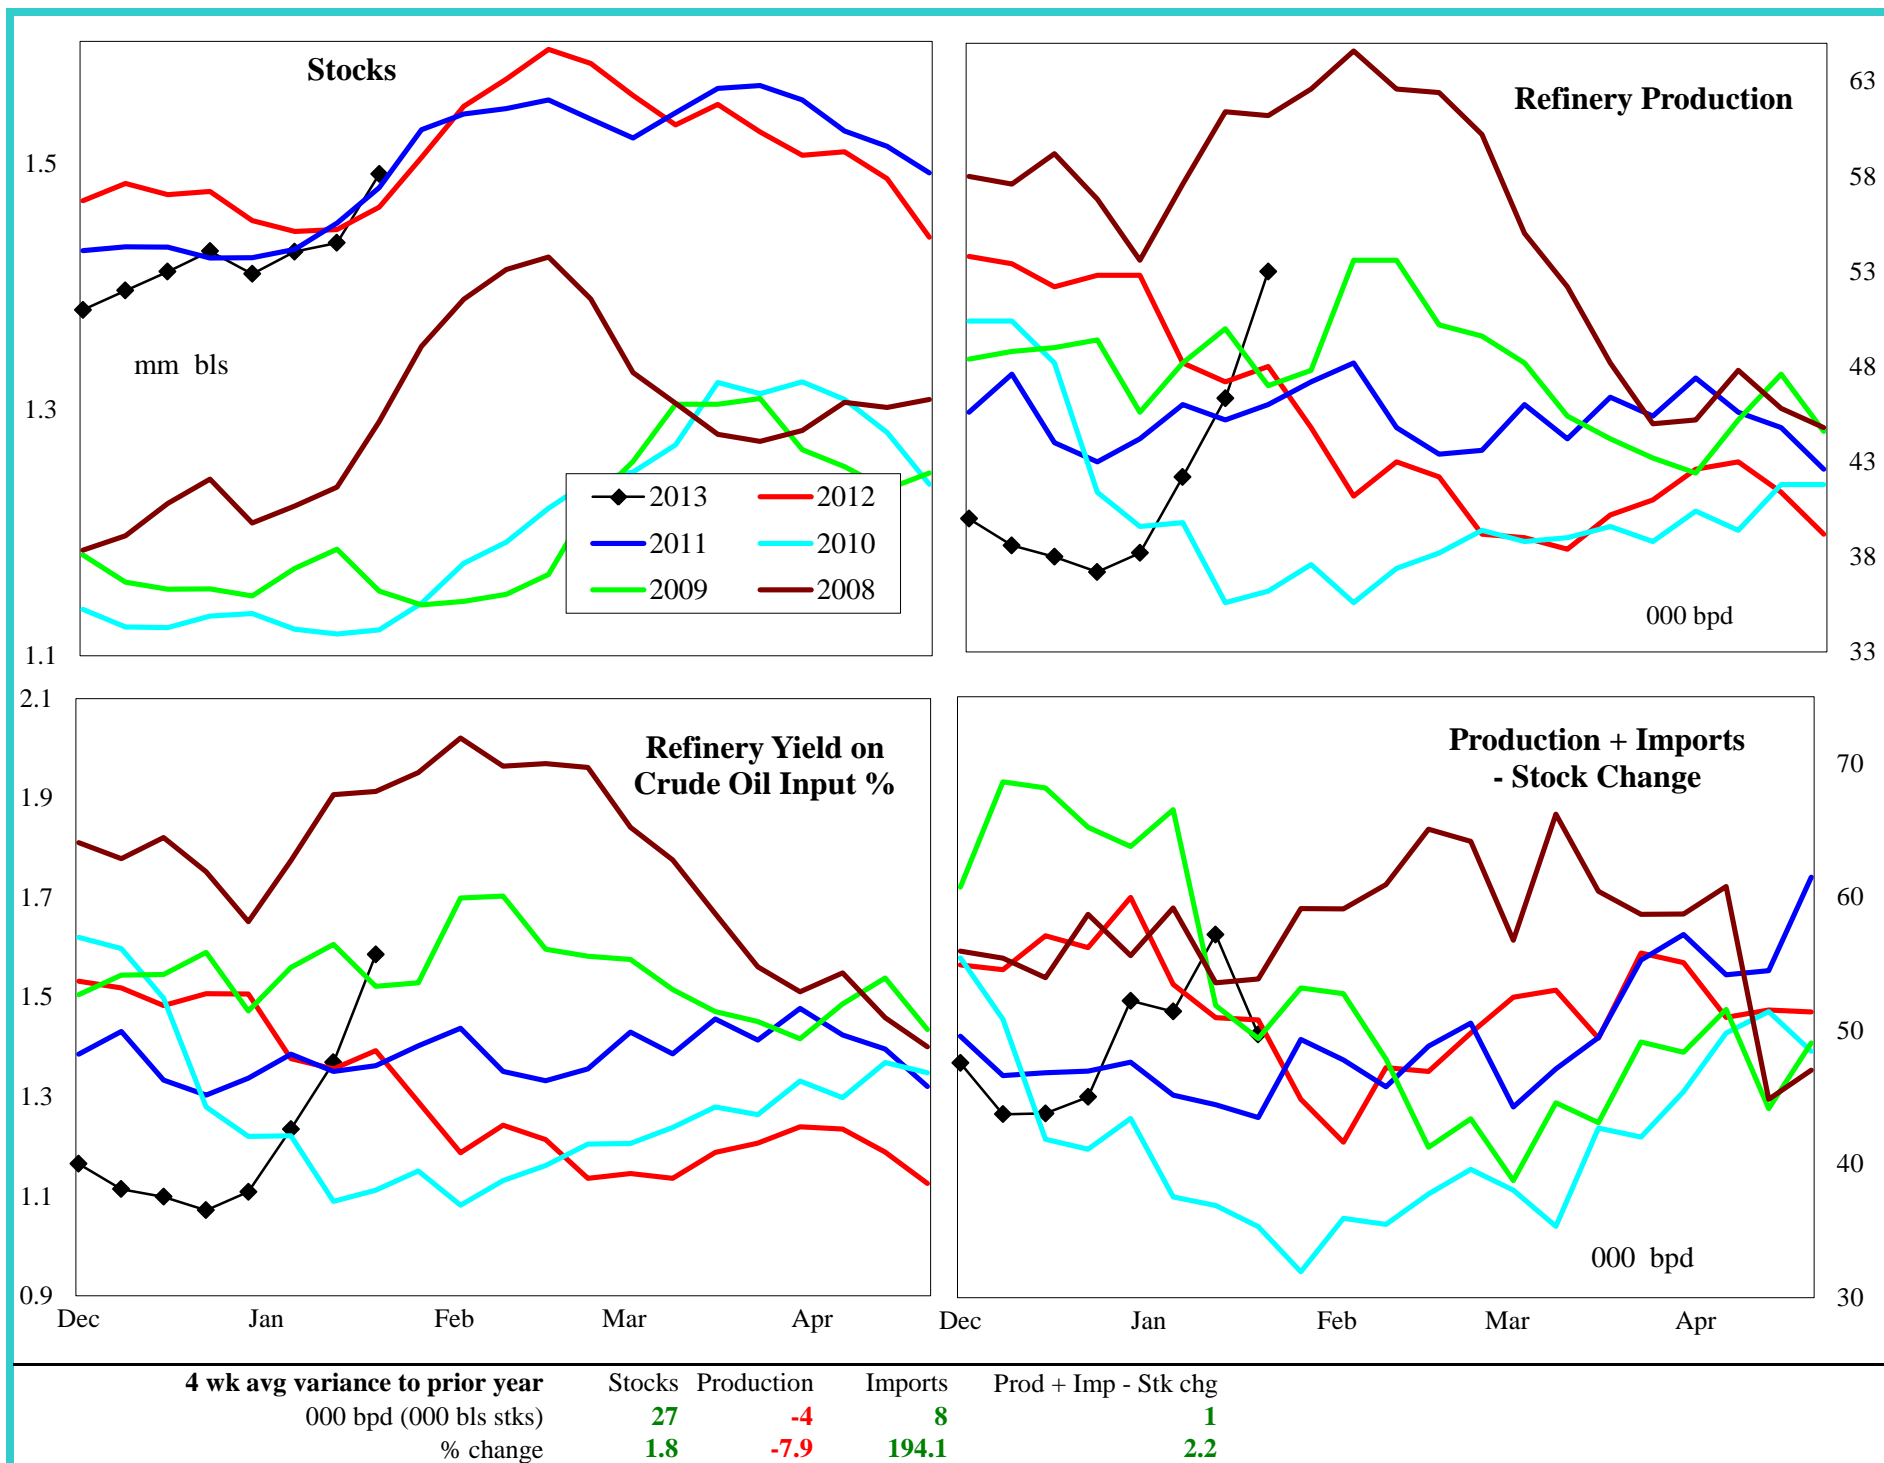 Stocks
1.5
1.3
1.1
mm bls
2013
2012
2011
2010
2009
2008
Refinery Production
63
58
53
48
43
38
33
000 bpd
Refinery Yield on
Crude Oil Input %
2.1
1.9
1.7
1.5
1.3
1.1
0.9
Dec Jan Feb Mar Apr
Production + Imports
- Stock Change
70
60
50
40
30
000 bpd
Dec Jan Feb Mar Apr
4 wk avg variance to prior year Stocks Production Imports Prod + Imp - Stk chg
000 bpd (000 bls stks) 27 -4 8 1
% change 1.8 -7.9 194.1 2.2